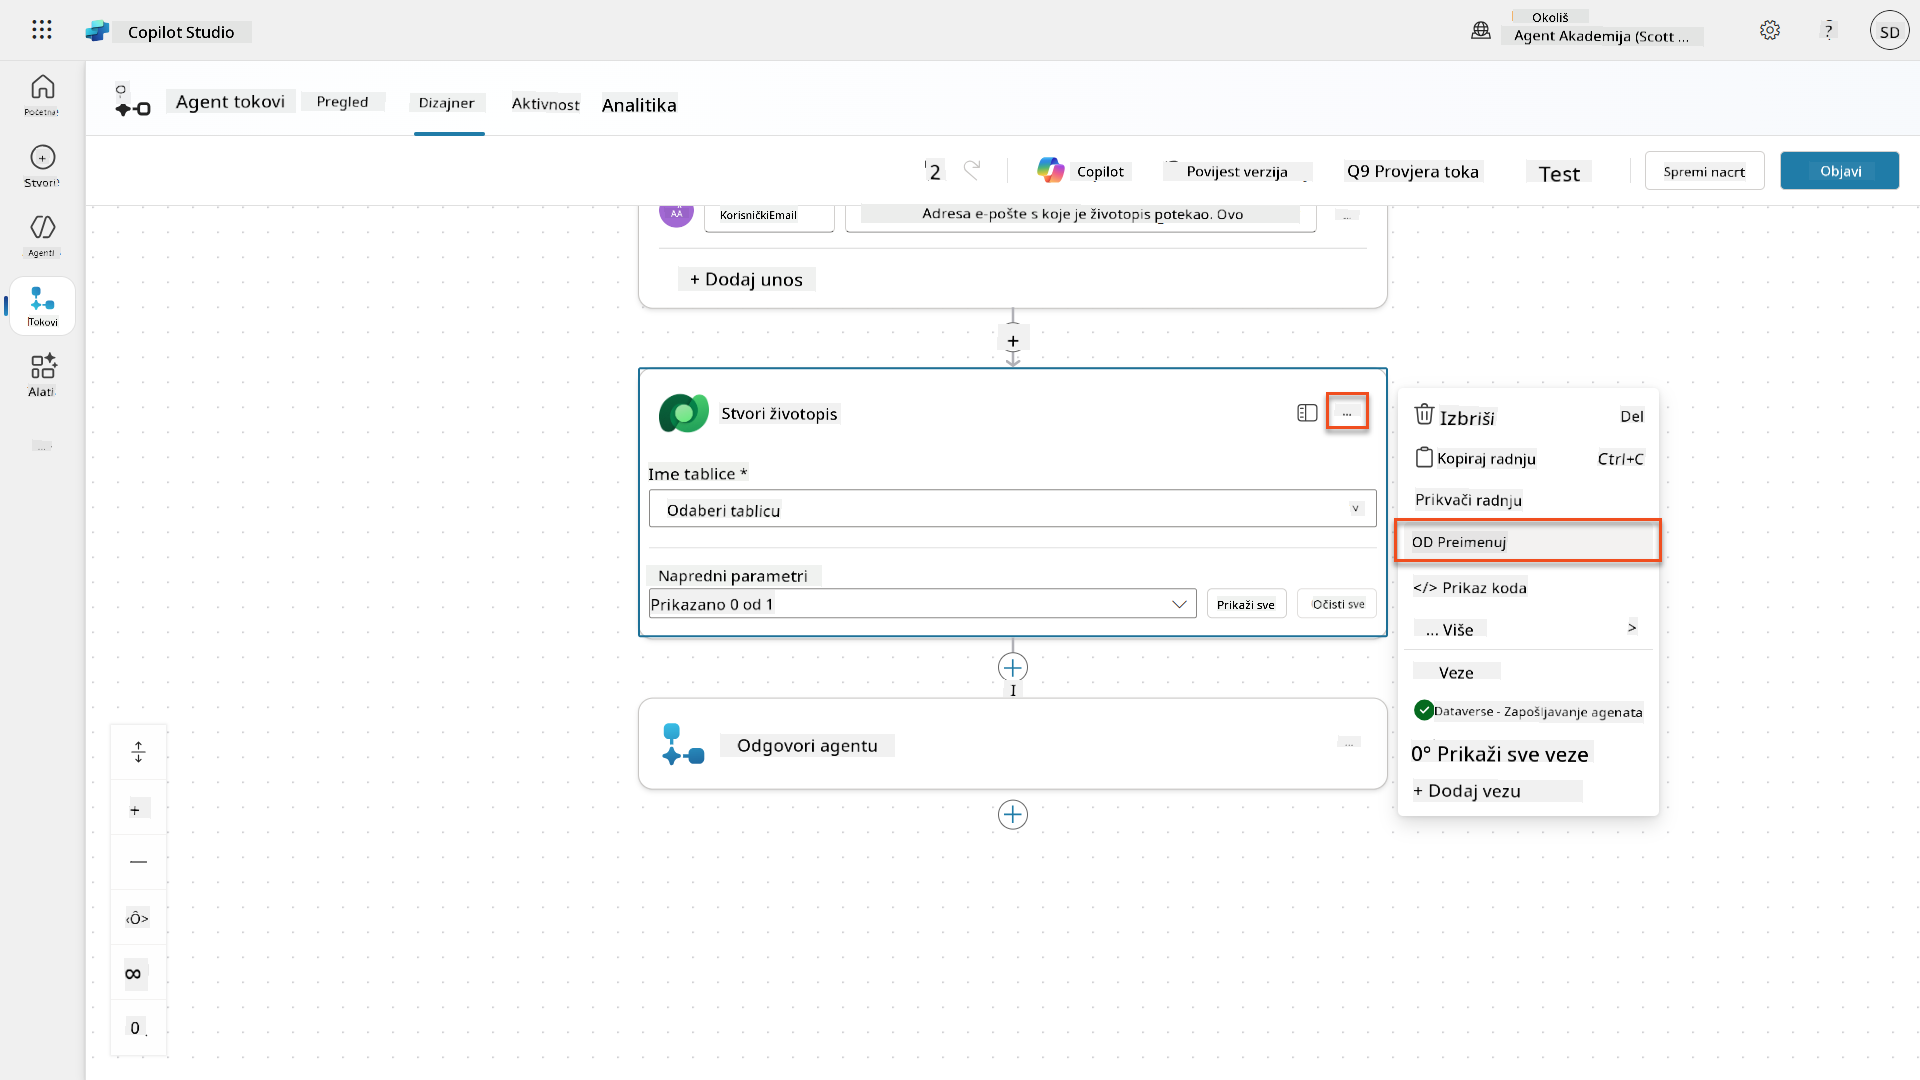 Copilot Studio
Okoliš
Agent Akademija (Scott ...
?
SD
Početna
Stvori
Agenti
Tokovi
Alati
...
Agent tokovi
Pregled
Dizajner
Aktivnost
Analitika
2
Copilot
Povijest verzija
Q9 Provjera toka
Test
Spremi nacrt
Objavi
AA
KorisničkiEmail
Adresa e-pošte s koje je životopis potekao. Ovo
...
+ Dodaj unos
+
Stvori životopis
...
Ime tablice *
Odaberi tablicu
v
Napredni parametri
Prikazano 0 od 1
Prikaži sve
Očisti sve
I
Odgovori agentu
...
Izbriši
Del
Kopiraj radnju
Ctrl+C
Prikvači radnju
OD Preimenuj
</> Prikaz koda
... Više
>
Veze
Dataverse - Zapošljavanje agenata
0° Prikaži sve veze
+ Dodaj vezu
+
‹Ô>
∞
0